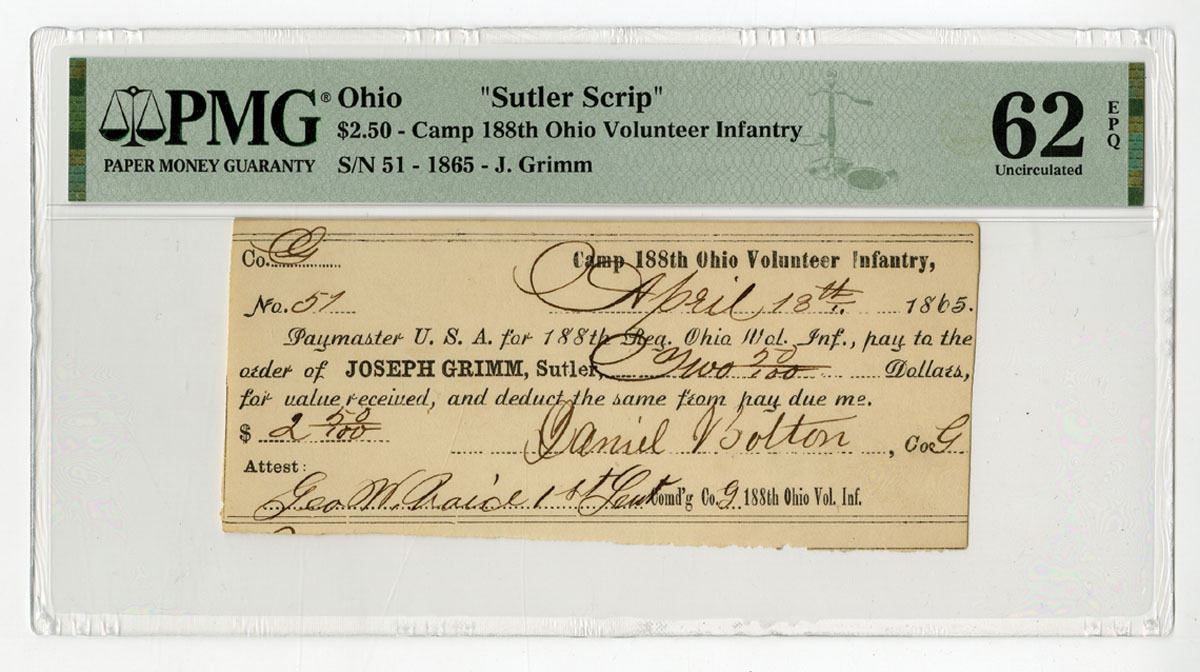 PMG® Ohio "Sutler Scrip"
$2.50 - Camp 188th Ohio Volunteer Infantry
PAPER MONEY GUARANTY S/N 51 - 1865 - J. Grimm
62 EPQ
Uncirculated
Co. G Camp 188th Ohio Volunteer Infantry,
No. 51 April 13th 1865.
Paymaster U. S. A. for 188th Reg. Ohio Vol. Inf., pay to the
order of JOSEPH GRIMM, Sutler, Two 50/100 Dollars,
for value received, and deduct the same from pay due me.
$ 2 50/100 Daniel Bolton, Co. G
Attest:
Geo W. 1st Leut Comd'g Co. G 188th Ohio Vol. Inf.